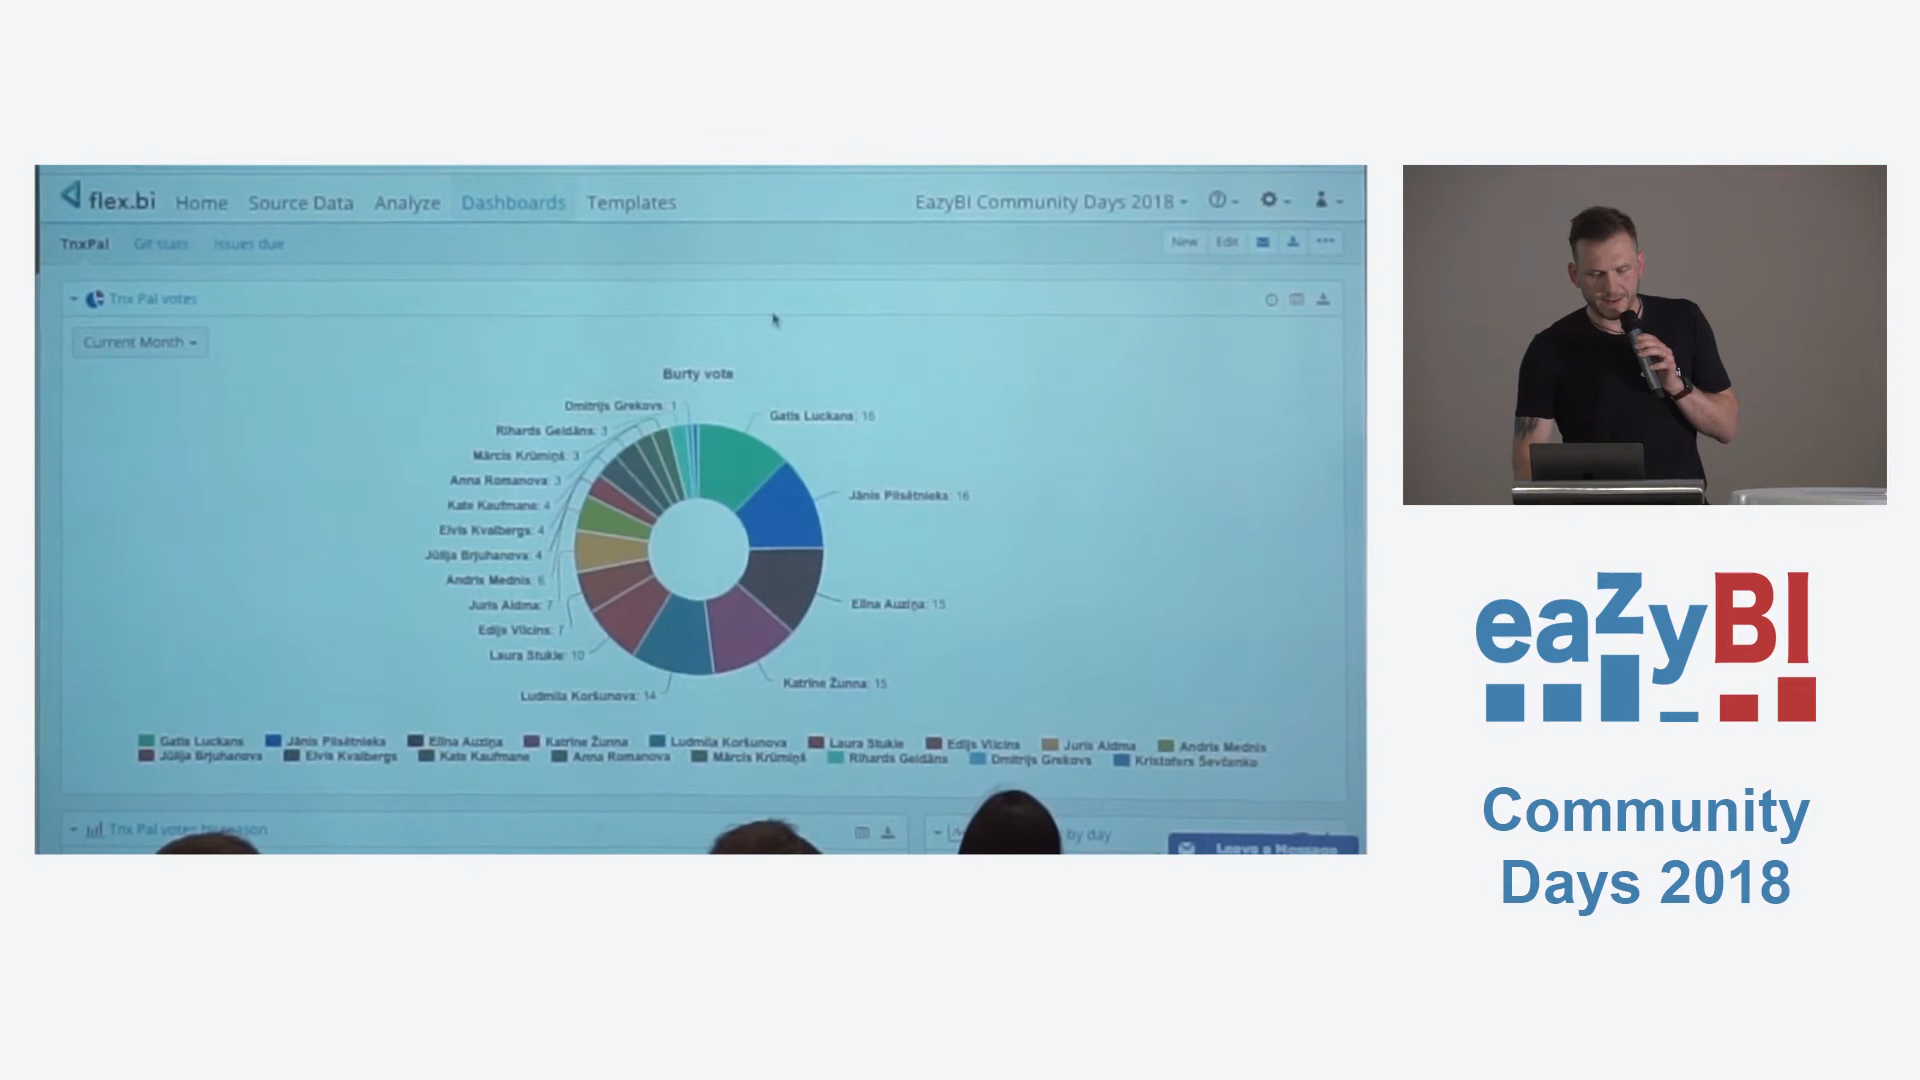 flex.bi Home Source Data Analyze Dashboards Templates EazyBI Community Days 2018
TnxPal Git stats Issues due New Edit
Tnx Pal votes
Current Month
Burty vote
Dmitrijs Grekovs: 1
Gatis Luckans: 16
Rihards Geidāns: 3
Mārcis Krūmiņš: 3
Anna Romanova: 3
Jānis Pilsētnieks: 16
Kate Kaufmane: 4
Elvis Kvalbergs: 4
Jūlija Brjuhanova: 4
Andris Mednis: 6
Elīna Auziņa: 15
Juris Aldma: 7
Edijs Vilcins: 7
Laura Stukle: 10
Katrīne Žunna: 15
Ludmila Koršunova: 14
Gatis Luckans Jānis Pilsētnieks Elīna Auziņa Katrīne Žunna Ludmila Koršunova Laura Stukle Edijs Vilcins Juris Aldma Andris Mednis
Jūlija Brjuhanova Elvis Kvalbergs Kate Kaufmane Anna Romanova Mārcis Krūmiņš Rihards Geidāns Dmitrijs Grekovs Kristofers Ševčenko
Tnx Pal votes by reason by day
Leave a Message
eazyBI
Community
Days 2018